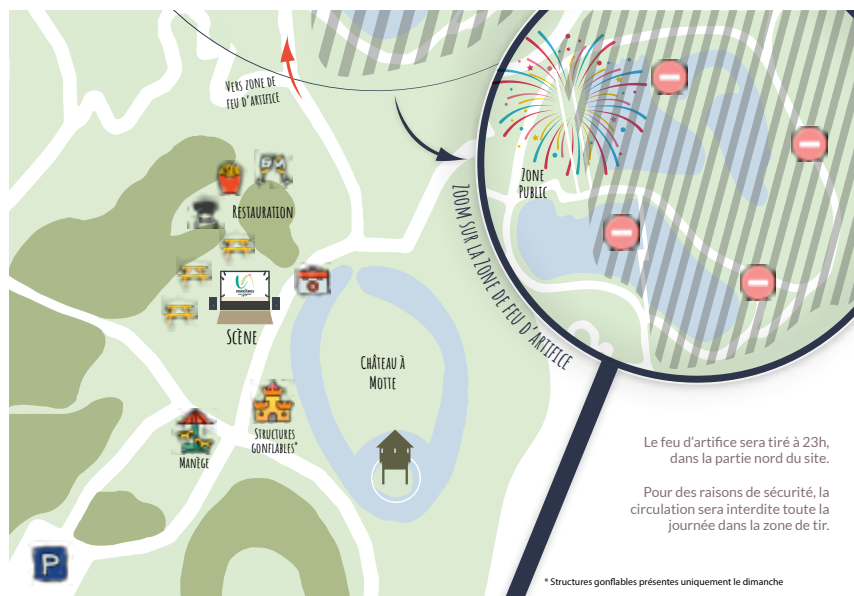 VERS ZONE DE
FEU D'ARTIFICE
RESTAURATION
SCÈNE
CHÂTEAU À
MOTTE
STRUCTURES
GONFLABLES*
MANÈGE
P
ZONE
PUBLIC
ZOOM SUR LA ZONE DE FEU D'ARTIFICE
Le feu d'artifice sera tiré à 23h,
dans la partie nord du site.
Pour des raisons de sécurité, la
circulation sera interdite toute la
journée dans la zone de tir.
* Structures gonflables présentes uniquement le dimanche